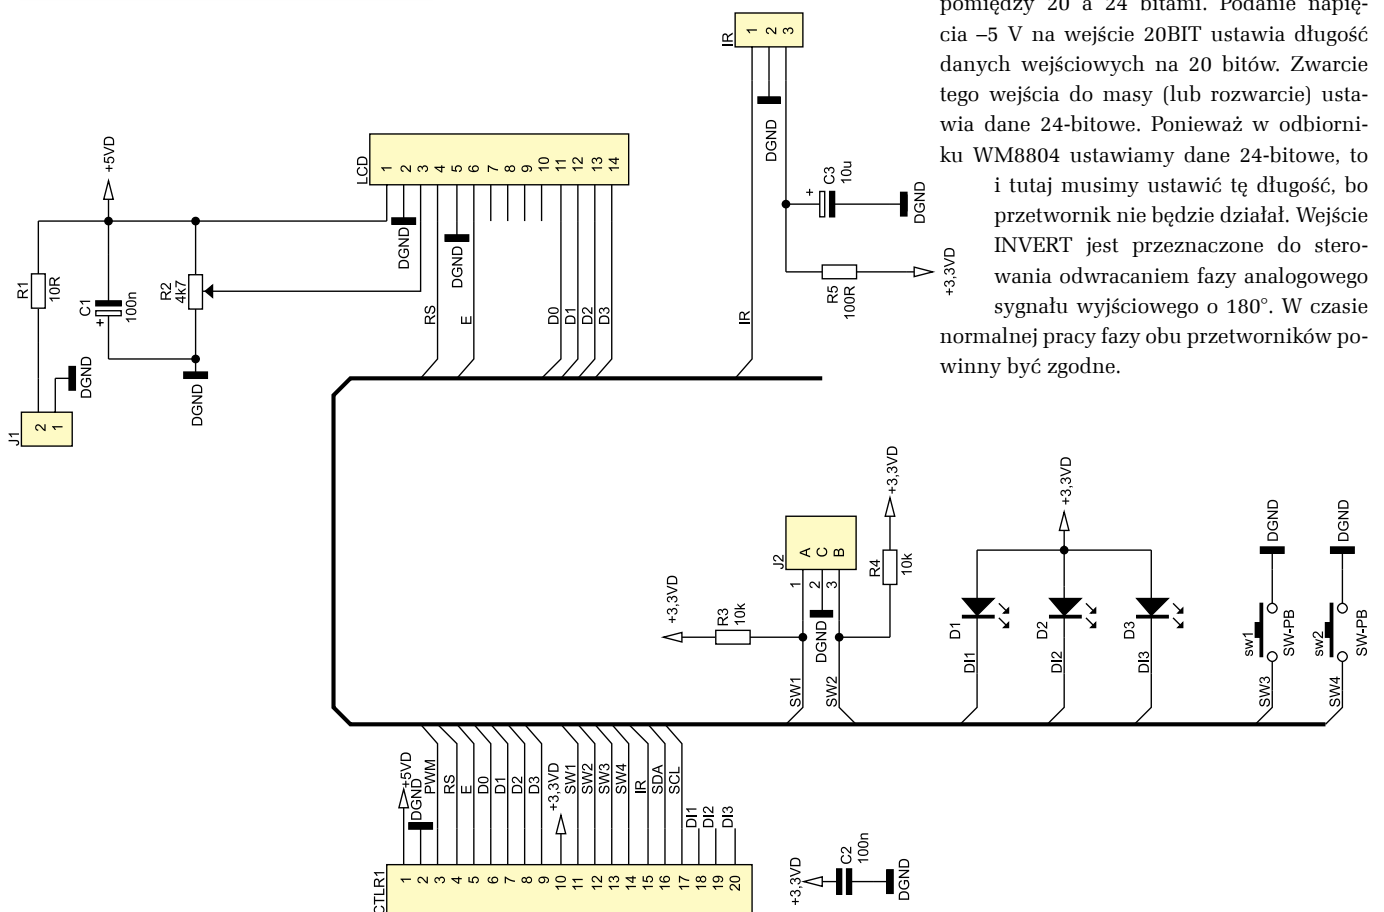 pomiędzy 20 a 24 bitami. Podanie napię-
cia –5 V na wejście 20BIT ustawia długość
danych wejściowych na 20 bitów. Zwarcie
tego wejścia do masy (lub rozwarcie) usta-
wia dane 24-bitowe. Ponieważ w odbiorni-
ku WM8804 ustawiamy dane 24-bitowe, to
i tutaj musimy ustawić tę długość, bo
przetwornik nie będzie działał. Wejście
INVERT jest przeznaczone do stero-
wania odwracaniem fazy analogowego
sygnału wyjściowego o 180°. W czasie
normalnej pracy fazy obu przetworników po-
winny być zgodne.
J1
2
1
DGND
R1
10R
C1
100n
+
+5VD
R2
4k7
DGND
LCD
1
2
3
4
5
6
7
8
9
10
11
12
13
14
DGND
DGND
RS
E
D0
D1
D2
D3
IR
1
2
3
DGND
IR
+
C3
10u
DGND
R5
100R
+3,3VD
J2
A
C
B
1
2
3
DGND
R3
10k
+3,3VD
R4
10k
+3,3VD
SW1
SW2
+3,3VD
D1
DI1
D2
DI2
D3
DI3
DGND
sw1
SW-PB
SW3
DGND
sw2
SW-PB
SW4
CTLR1
1
2
3
4
5
6
7
8
9
10
11
12
13
14
15
16
17
18
19
20
+5VD
DGND
PWM
RS
E
D0
D1
D2
D3
+3,3VD
SW1
SW2
SW3
SW4
IR
SDA
SCL
DI1
DI2
DI3
+3,3VD
C2
100n
DGND